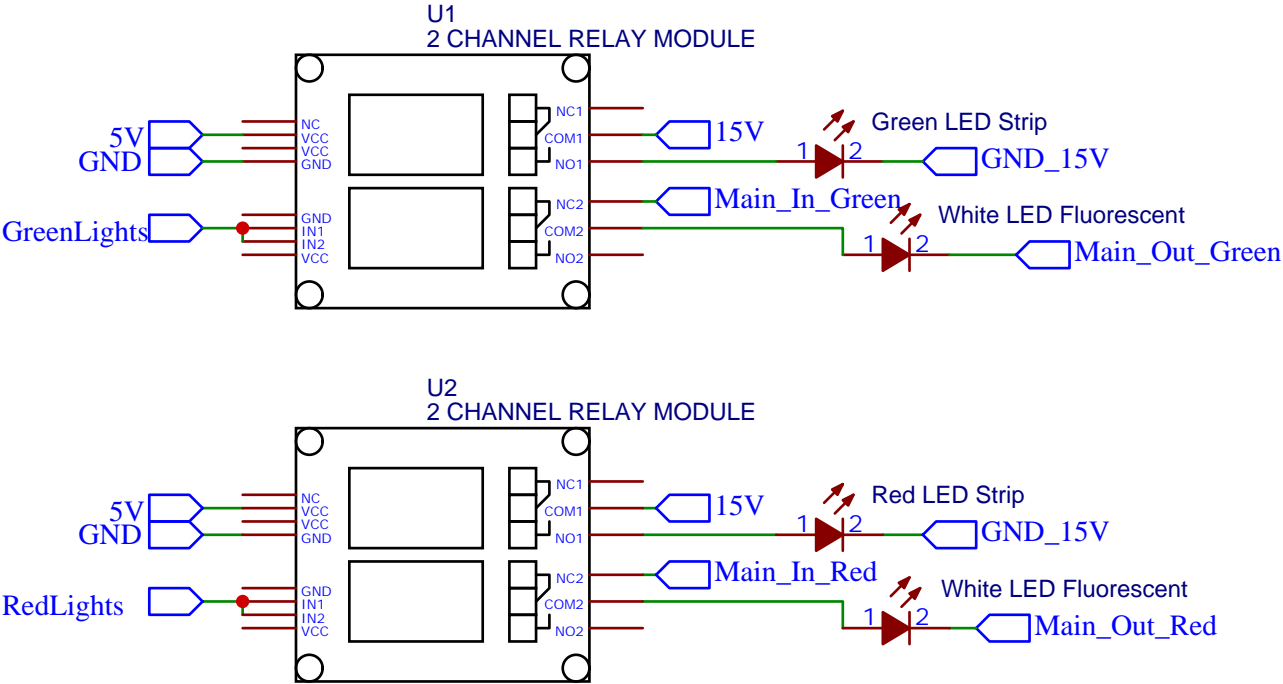 U1
2 CHANNEL RELAY MODULE
NC
VCC
VCC
GND
5V
GND
GND
IN1
IN2
VCC
GreenLights
NC1
COM1
NO1
NC2
COM2
NO2
15V
1 2
Green LED Strip
GND_15V
Main_In_Green
1 2
White LED Fluorescent
Main_Out_Green
U2
2 CHANNEL RELAY MODULE
NC
VCC
VCC
GND
5V
GND
GND
IN1
IN2
VCC
RedLights
NC1
COM1
NO1
NC2
COM2
NO2
15V
1 2
Red LED Strip
GND_15V
Main_In_Red
1 2
White LED Fluorescent
Main_Out_Red